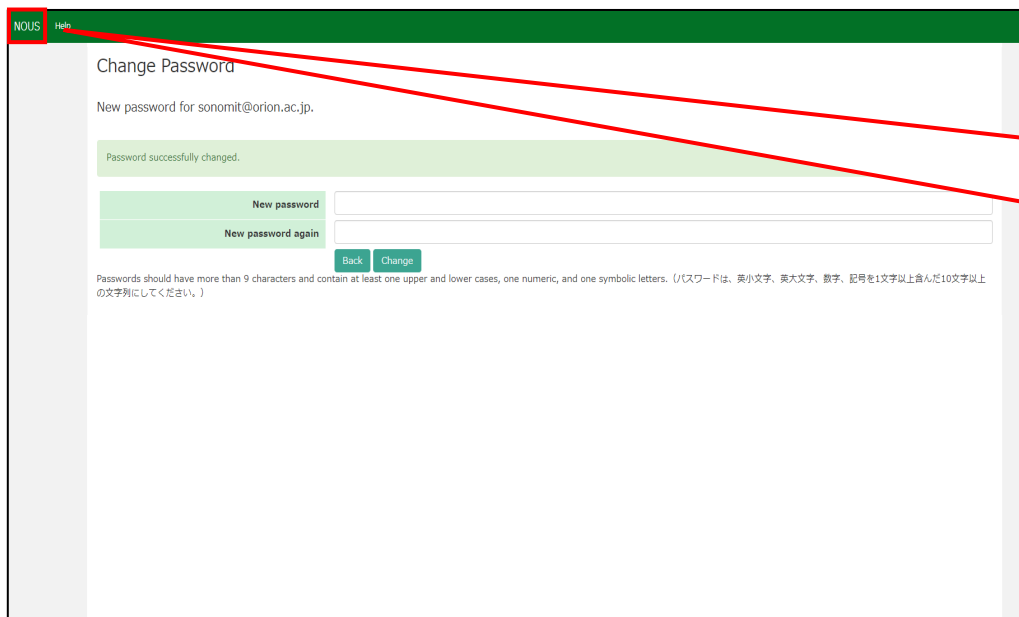 NOUS Help
Change Password
New password for sonomit@orion.ac.jp.
Password successfully changed.
New password
New password again
Back Change
Passwords should have more than 9 characters and contain at least one upper and lower cases, one numeric, and one symbolic letters.（パスワードは、英小文字、英大文字、数字、記号を1文字以上含んだ10文字以上
の文字列にしてください。）